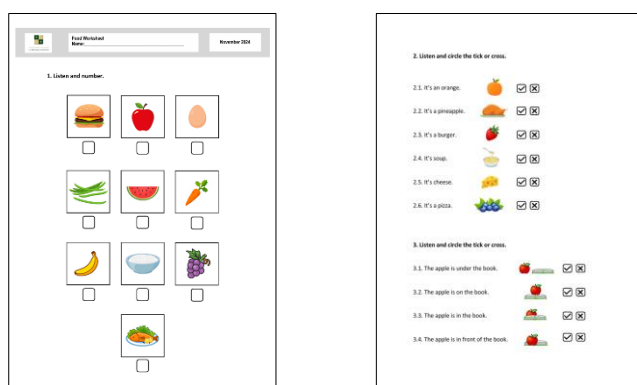 Food Worksheet
Name:
November 2024
1. Listen and number.
2. Listen and circle the tick or cross.
2.1. It's an orange.
2.2. It's a pineapple.
2.3. It's a burger.
2.4. It's soup.
2.5. It's cheese.
2.6. It's a pizza.
3. Listen and circle the tick or cross.
3.1. The apple is under the book.
3.2. The apple is on the book.
3.3. The apple is in the book.
3.4. The apple is in front of the book.